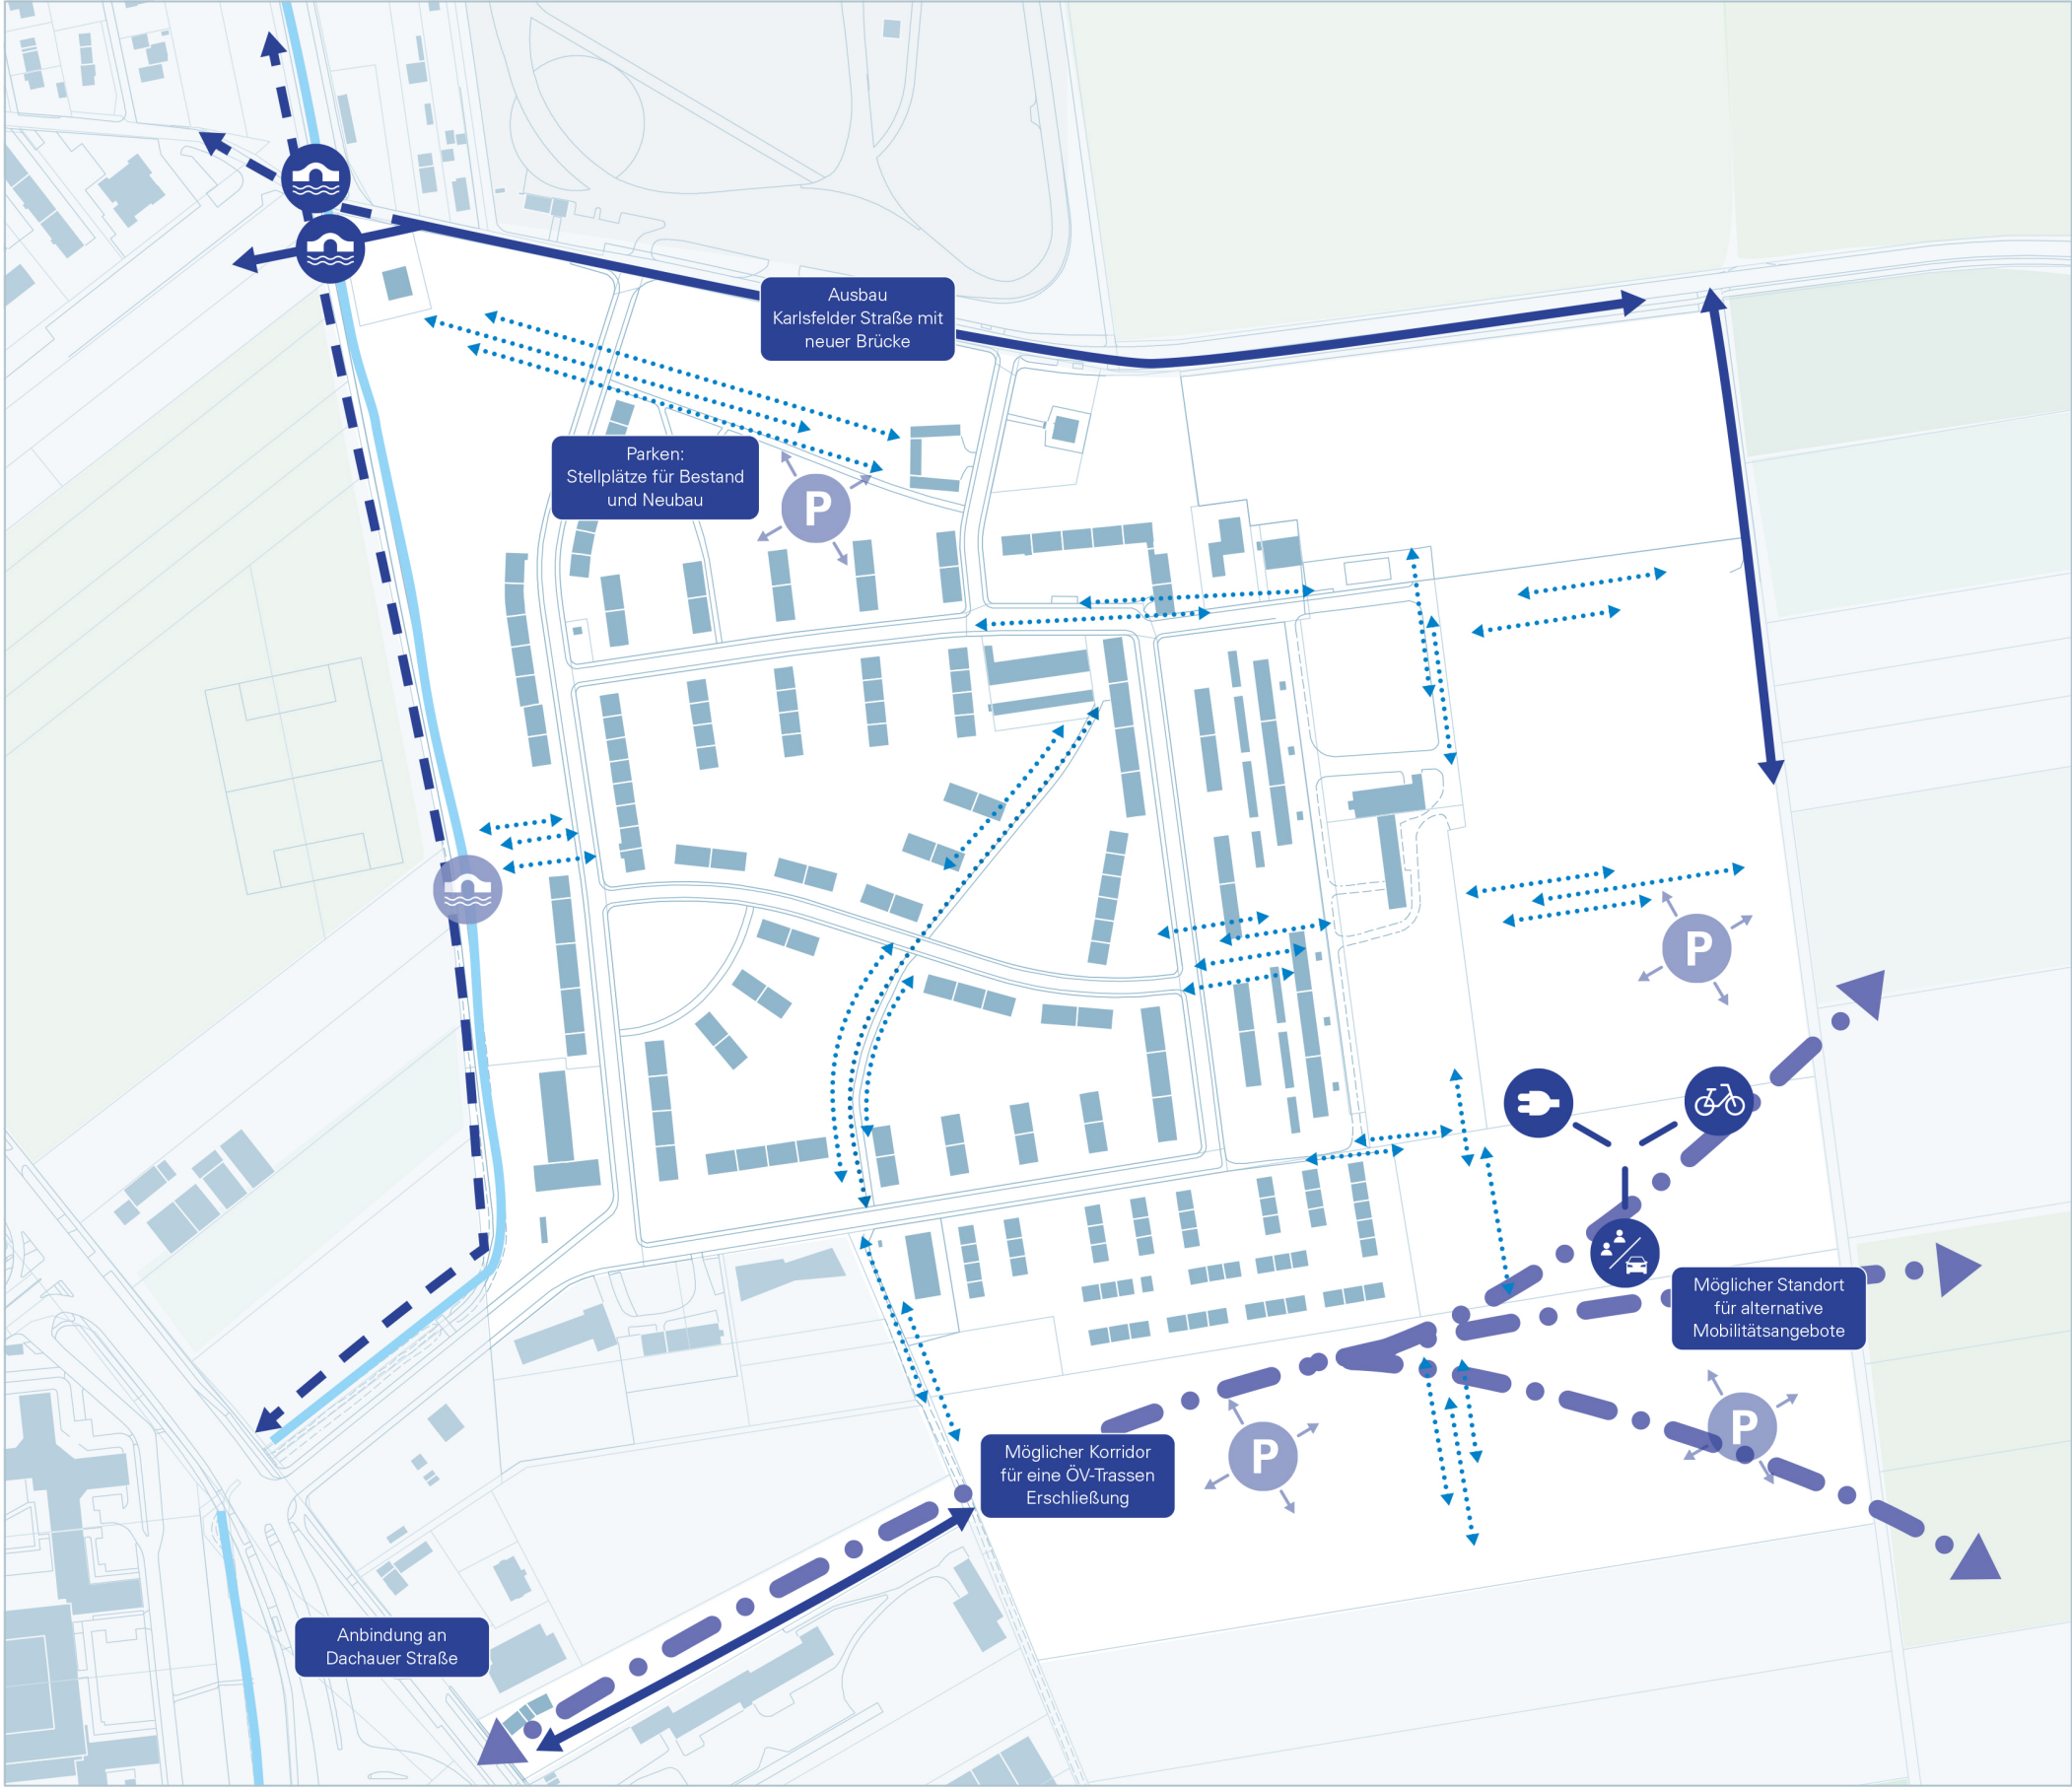 Ausbau
Karlsfelder Straße mit
neuer Brücke
Parken:
Stellplätze für Bestand
und Neubau
P
P
Möglicher Standort
für alternative
Mobilitätsangebote
P
P
Möglicher Korridor
für eine ÖV-Trassen
Erschließung
Anbindung an
Dachauer Straße